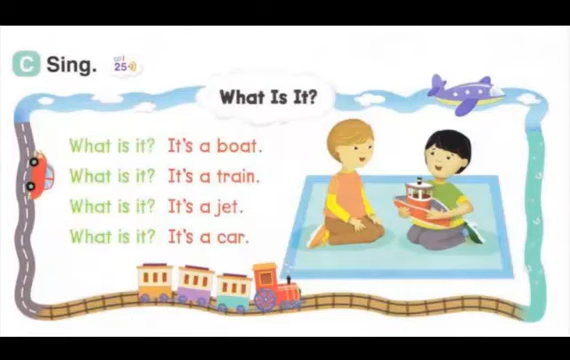 C Sing.
CD2
25
What Is It?
What is it? It's a boat.
What is it? It's a train.
What is it? It's a jet.
What is it? It's a car.